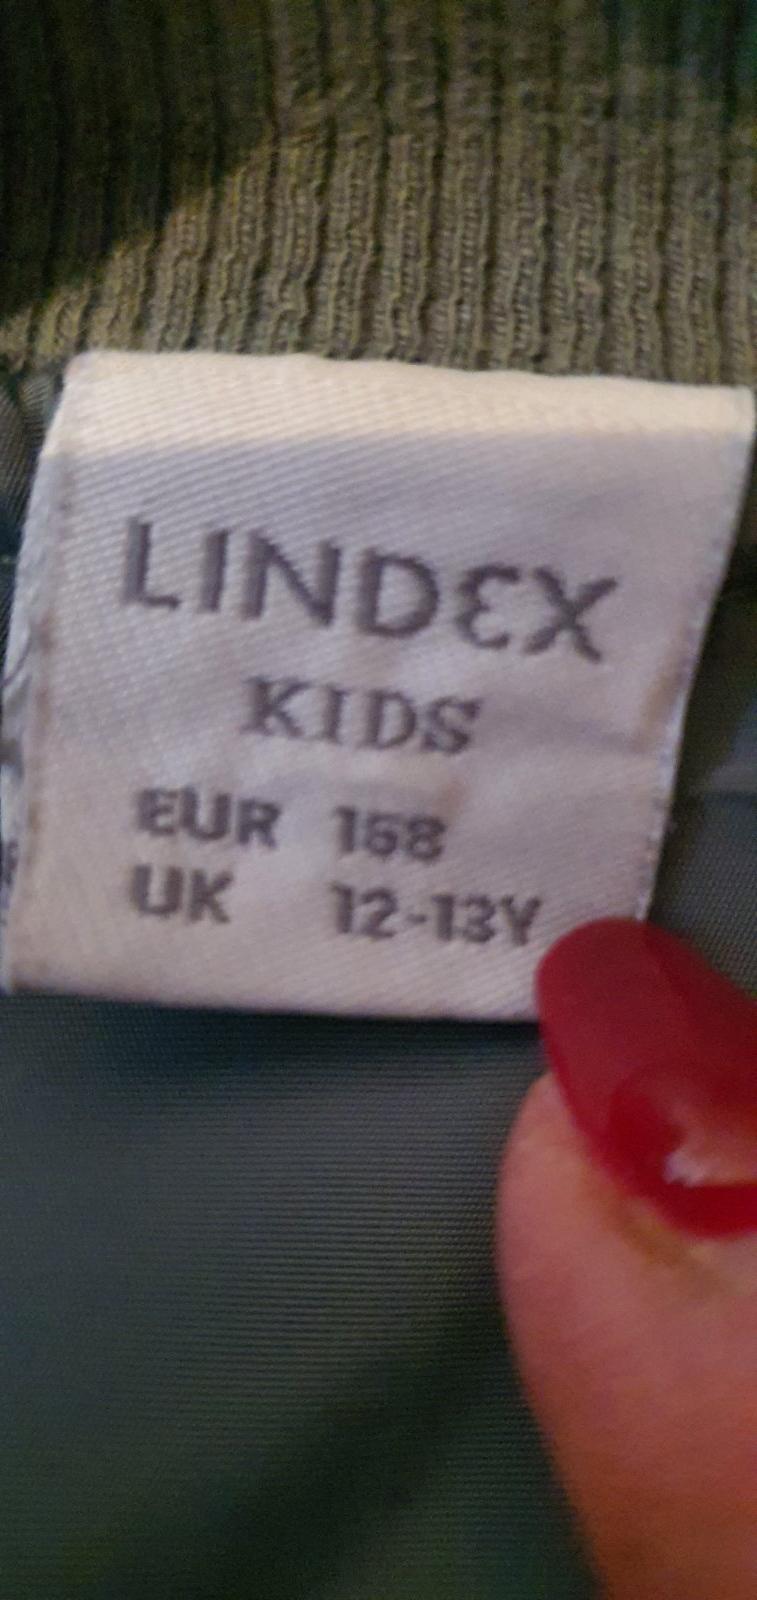 LINDEX
KIDS
EUR 158
UK 12-13Y